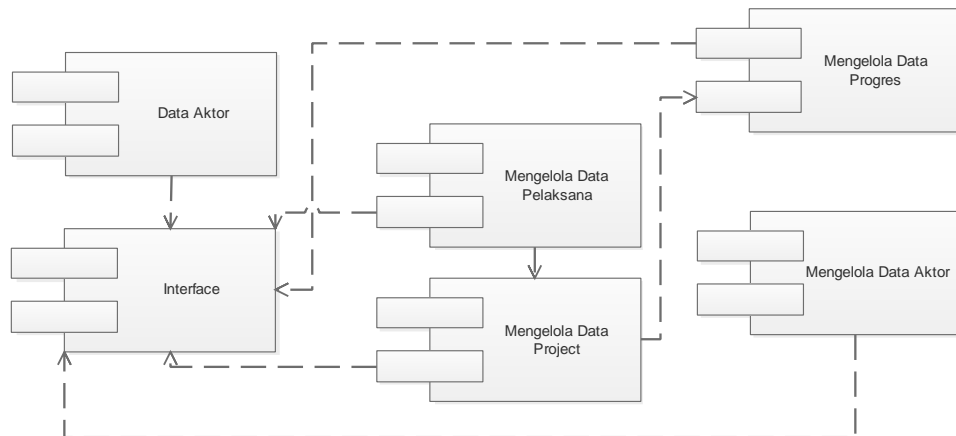 Mengelola Data
Progres
Data Aktor
Mengelola Data
Pelaksana
Mengelola Data Aktor
Interface
Mengelola Data
Project